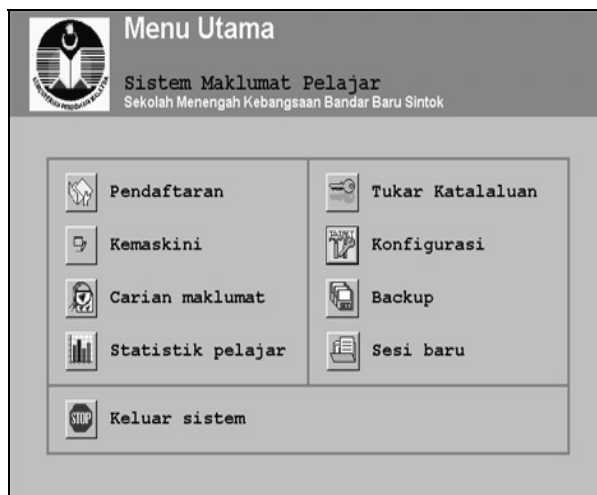 Menu Utama
Sistem Maklumat Pelajar
Sekolah Menengah Kebangsaan Bandar Baru Sintok
Pendaftaran
Tukar Katalaluan
Kemaskini
Konfigurasi
Carian maklumat
Backup
Statistik pelajar
Sesi baru
STOP
Keluar sistem